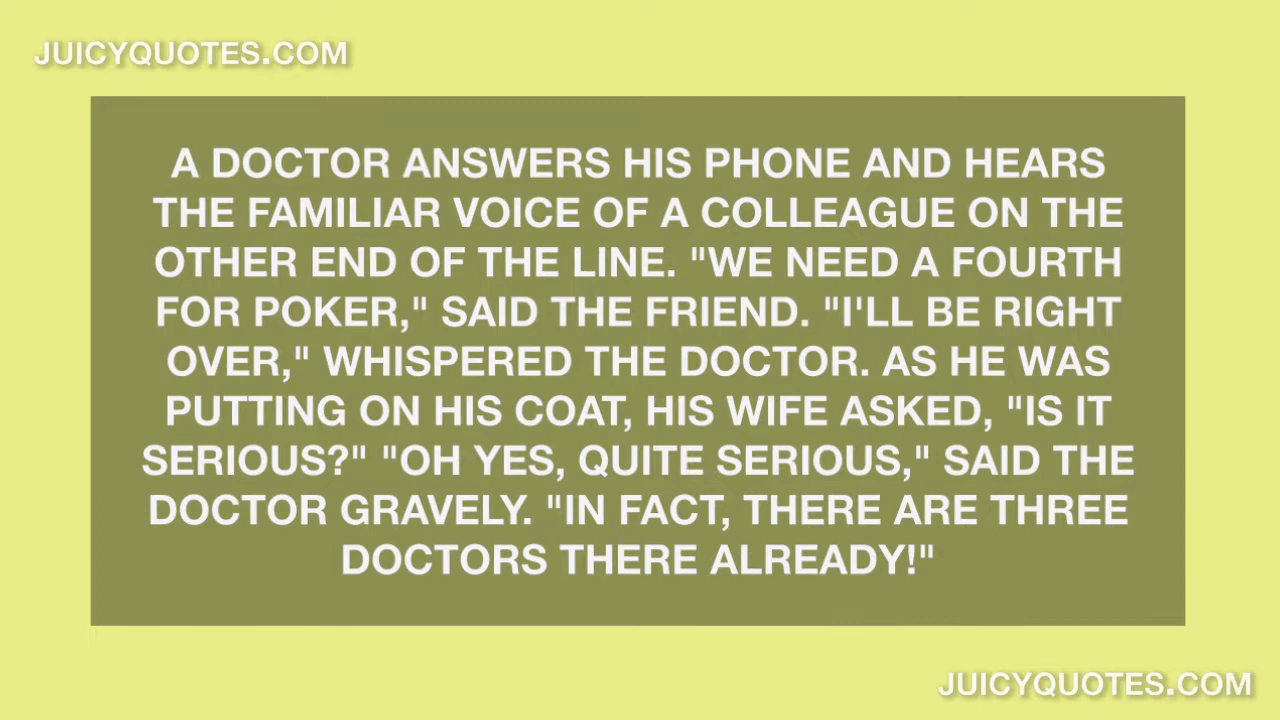 JUICYQUOTES.COM
A DOCTOR ANSWERS HIS PHONE AND HEARS
THE FAMILIAR VOICE OF A COLLEAGUE ON THE
OTHER END OF THE LINE. "WE NEED A FOURTH
FOR POKER," SAID THE FRIEND. "I'LL BE RIGHT
OVER," WHISPERED THE DOCTOR. AS HE WAS
PUTTING ON HIS COAT, HIS WIFE ASKED, "IS IT
SERIOUS?" "OH YES, QUITE SERIOUS," SAID THE
DOCTOR GRAVELY. "IN FACT, THERE ARE THREE
DOCTORS THERE ALREADY!"
JUICYQUOTES.COM